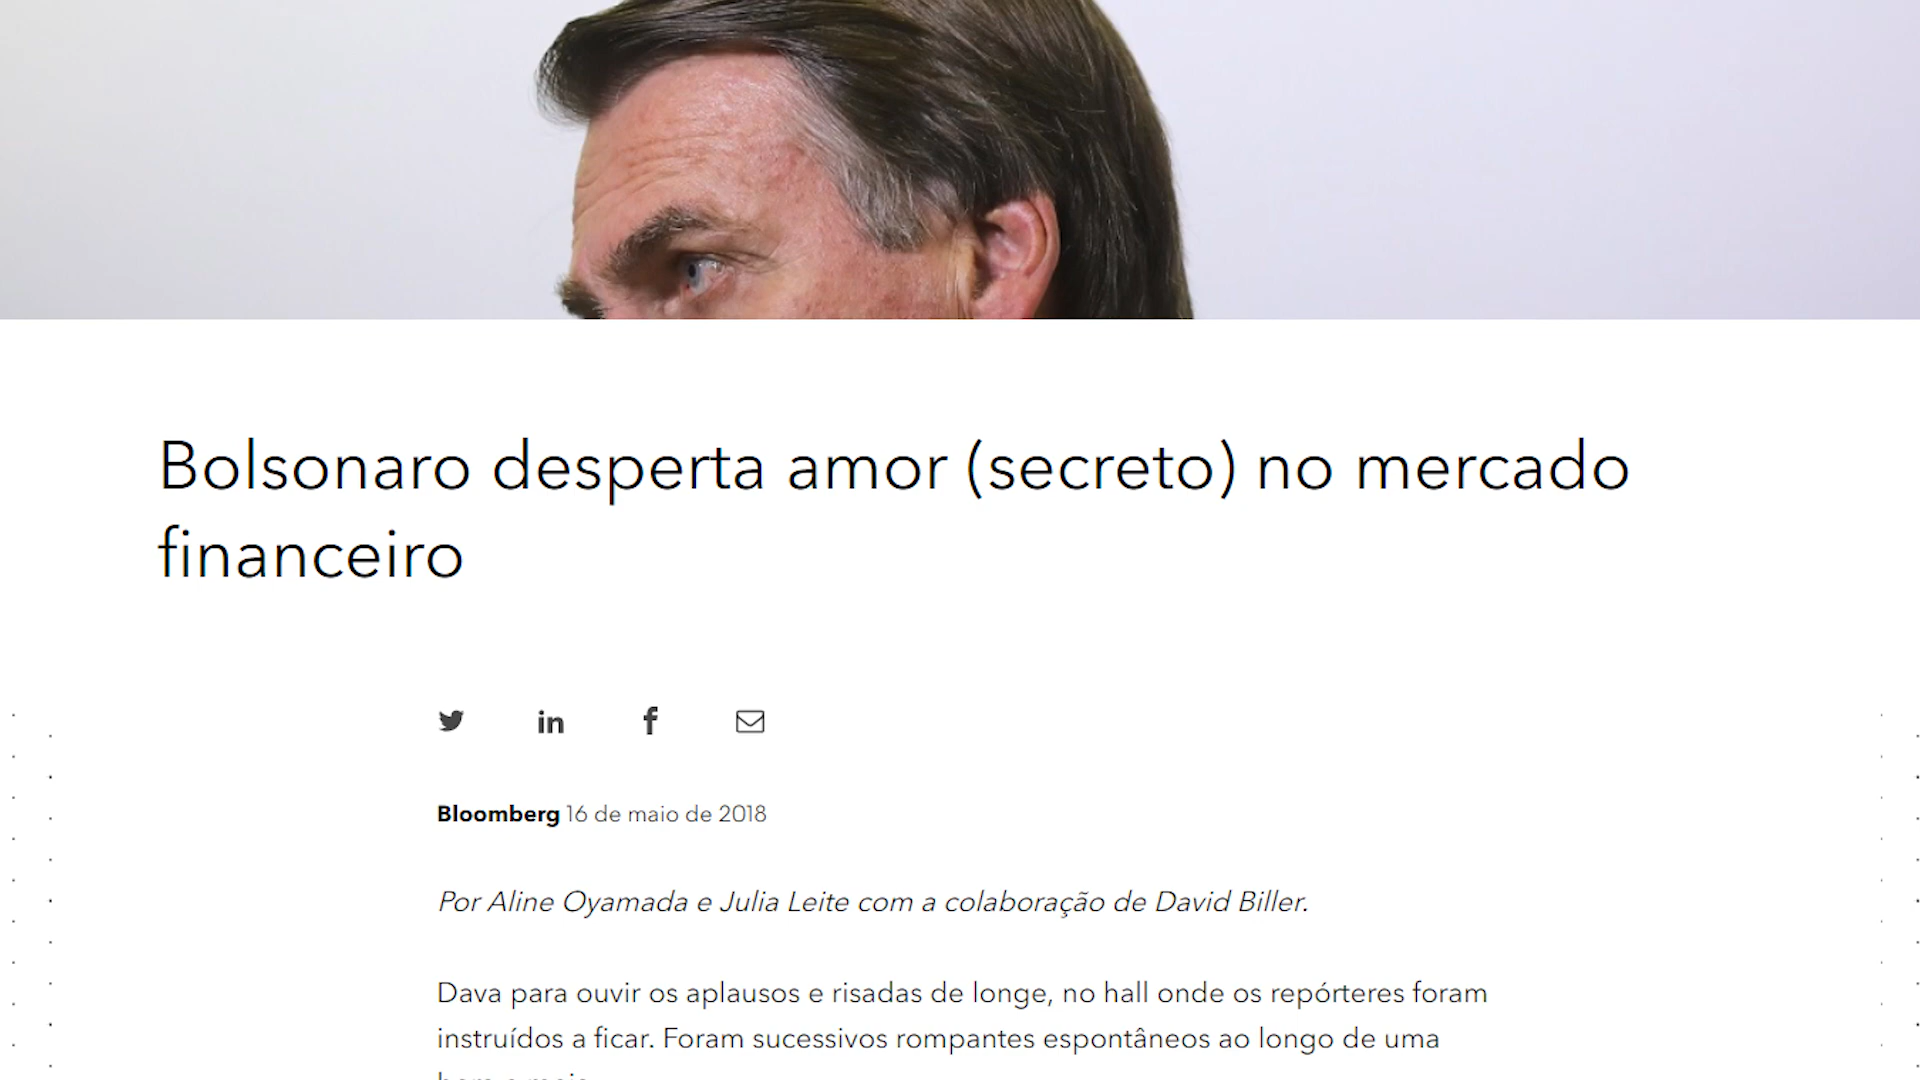 Bolsonaro desperta amor (secreto) no mercado
financeiro
Bloomberg 16 de maio de 2018
Por Aline Oyamada e Julia Leite com a colaboração de David Biller.
Dava para ouvir os aplausos e risadas de longe, no hall onde os repórteres foram
instruídos a ficar. Foram sucessivos rompantes espontâneos ao longo de uma